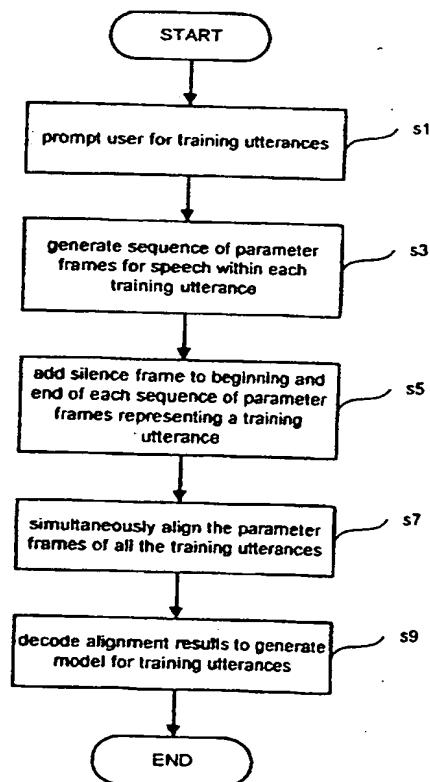 START
prompt user for training utterances
s1
generate sequence of parameter
frames for speech within each
training utterance
s3
add silence frame to beginning and
end of each sequence of parameter
frames representing a training
utterance
s5
simultaneously align the parameter
frames of all the training utterances
s7
decode alignment results to generate
model for training utterances
s9
END